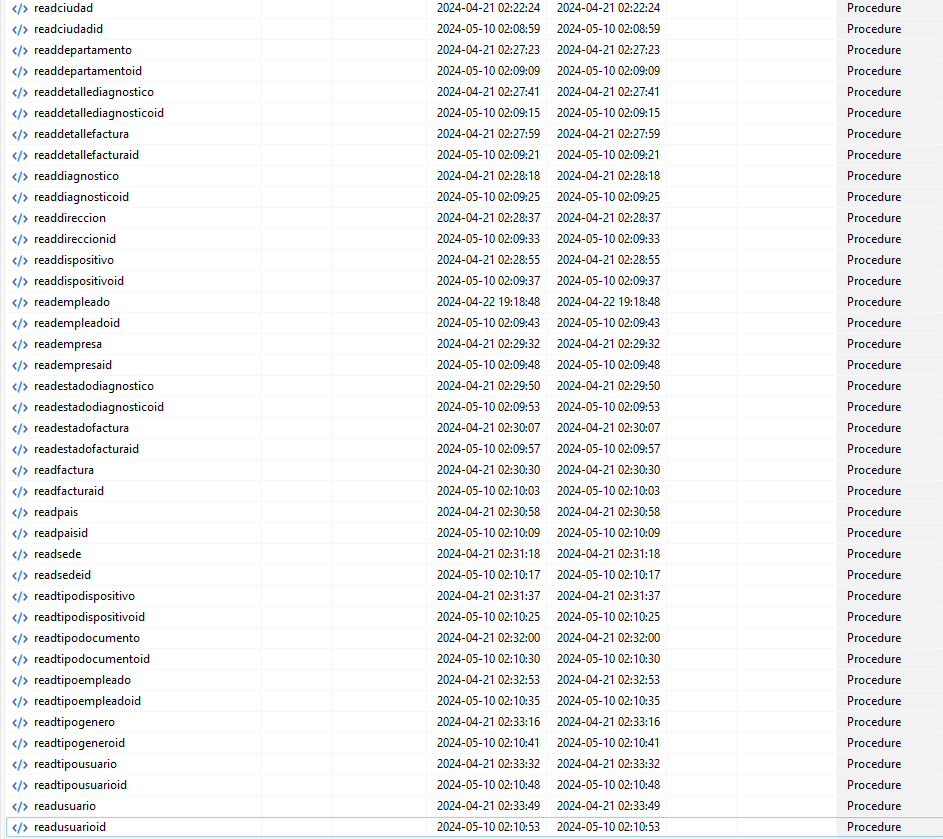 readciudad 2024-04-21 02:22:24 2024-04-21 02:22:24 Procedure
readciudadid 2024-05-10 02:08:59 2024-05-10 02:08:59 Procedure
readdepartamento 2024-04-21 02:27:23 2024-04-21 02:27:23 Procedure
readdepartamentoid 2024-05-10 02:09:09 2024-05-10 02:09:09 Procedure
readdetallediagnostico 2024-04-21 02:27:41 2024-04-21 02:27:41 Procedure
readdetallediagnosticoid 2024-05-10 02:09:15 2024-05-10 02:09:15 Procedure
readdetallefactura 2024-04-21 02:27:59 2024-04-21 02:27:59 Procedure
readdetallefacturaid 2024-05-10 02:09:21 2024-05-10 02:09:21 Procedure
readdiagnostico 2024-04-21 02:28:18 2024-04-21 02:28:18 Procedure
readdiagnosticoid 2024-05-10 02:09:25 2024-05-10 02:09:25 Procedure
readdireccion 2024-04-21 02:28:37 2024-04-21 02:28:37 Procedure
readdireccionid 2024-05-10 02:09:33 2024-05-10 02:09:33 Procedure
readdispositivo 2024-04-21 02:28:55 2024-04-21 02:28:55 Procedure
readdispositivoid 2024-05-10 02:09:37 2024-05-10 02:09:37 Procedure
readempleado 2024-04-22 19:18:48 2024-04-22 19:18:48 Procedure
readempleadoid 2024-05-10 02:09:43 2024-05-10 02:09:43 Procedure
readempresa 2024-04-21 02:29:32 2024-04-21 02:29:32 Procedure
readempresaid 2024-05-10 02:09:48 2024-05-10 02:09:48 Procedure
readestadodiagnostico 2024-04-21 02:29:50 2024-04-21 02:29:50 Procedure
readestadodiagnosticoid 2024-05-10 02:09:53 2024-05-10 02:09:53 Procedure
readestadofactura 2024-04-21 02:30:07 2024-04-21 02:30:07 Procedure
readestadofacturaid 2024-05-10 02:09:57 2024-05-10 02:09:57 Procedure
readfactura 2024-04-21 02:30:30 2024-04-21 02:30:30 Procedure
readfacturaid 2024-05-10 02:10:03 2024-05-10 02:10:03 Procedure
readpais 2024-04-21 02:30:58 2024-04-21 02:30:58 Procedure
readpaisid 2024-05-10 02:10:09 2024-05-10 02:10:09 Procedure
readsede 2024-04-21 02:31:18 2024-04-21 02:31:18 Procedure
readsedeid 2024-05-10 02:10:17 2024-05-10 02:10:17 Procedure
readtipodispositivo 2024-04-21 02:31:37 2024-04-21 02:31:37 Procedure
readtipodispositivoid 2024-05-10 02:10:25 2024-05-10 02:10:25 Procedure
readtipodocumento 2024-04-21 02:32:00 2024-04-21 02:32:00 Procedure
readtipodocumentoid 2024-05-10 02:10:30 2024-05-10 02:10:30 Procedure
readtipoempleado 2024-04-21 02:32:53 2024-04-21 02:32:53 Procedure
readtipoempleadoid 2024-05-10 02:10:35 2024-05-10 02:10:35 Procedure
readtipogenero 2024-04-21 02:33:16 2024-04-21 02:33:16 Procedure
readtipogeneroid 2024-05-10 02:10:41 2024-05-10 02:10:41 Procedure
readtipousuario 2024-04-21 02:33:32 2024-04-21 02:33:32 Procedure
readtipousuarioid 2024-05-10 02:10:48 2024-05-10 02:10:48 Procedure
readusuario 2024-04-21 02:33:49 2024-04-21 02:33:49 Procedure
readusuarioid 2024-05-10 02:10:53 2024-05-10 02:10:53 Procedure